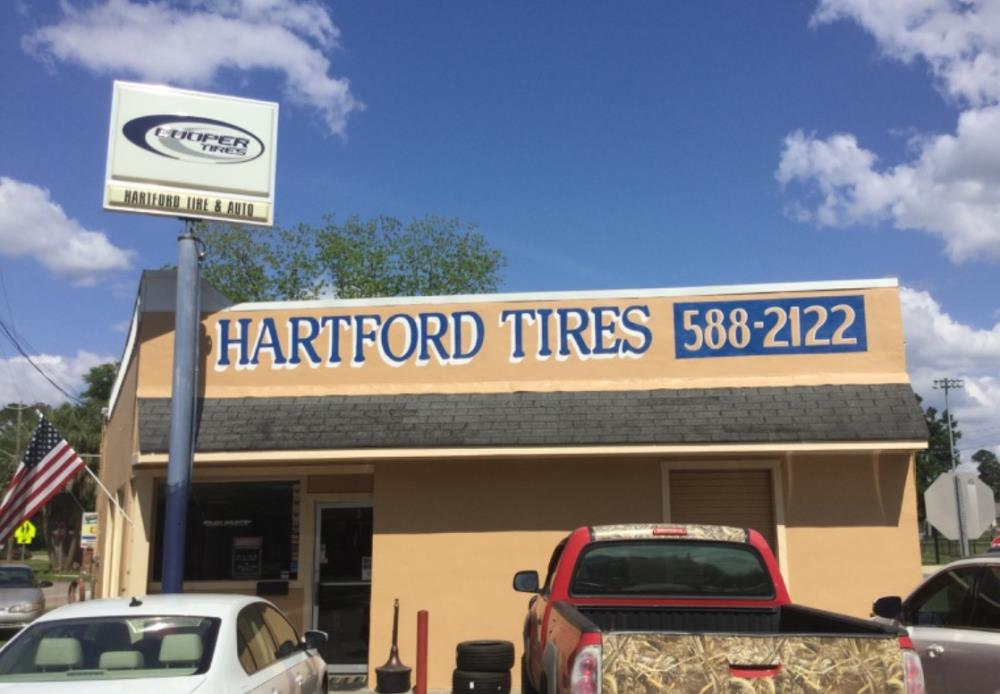 COOPER
TIRES
HARTFORD TIRE & AUTO
HARTFORD TIRES 588-2122